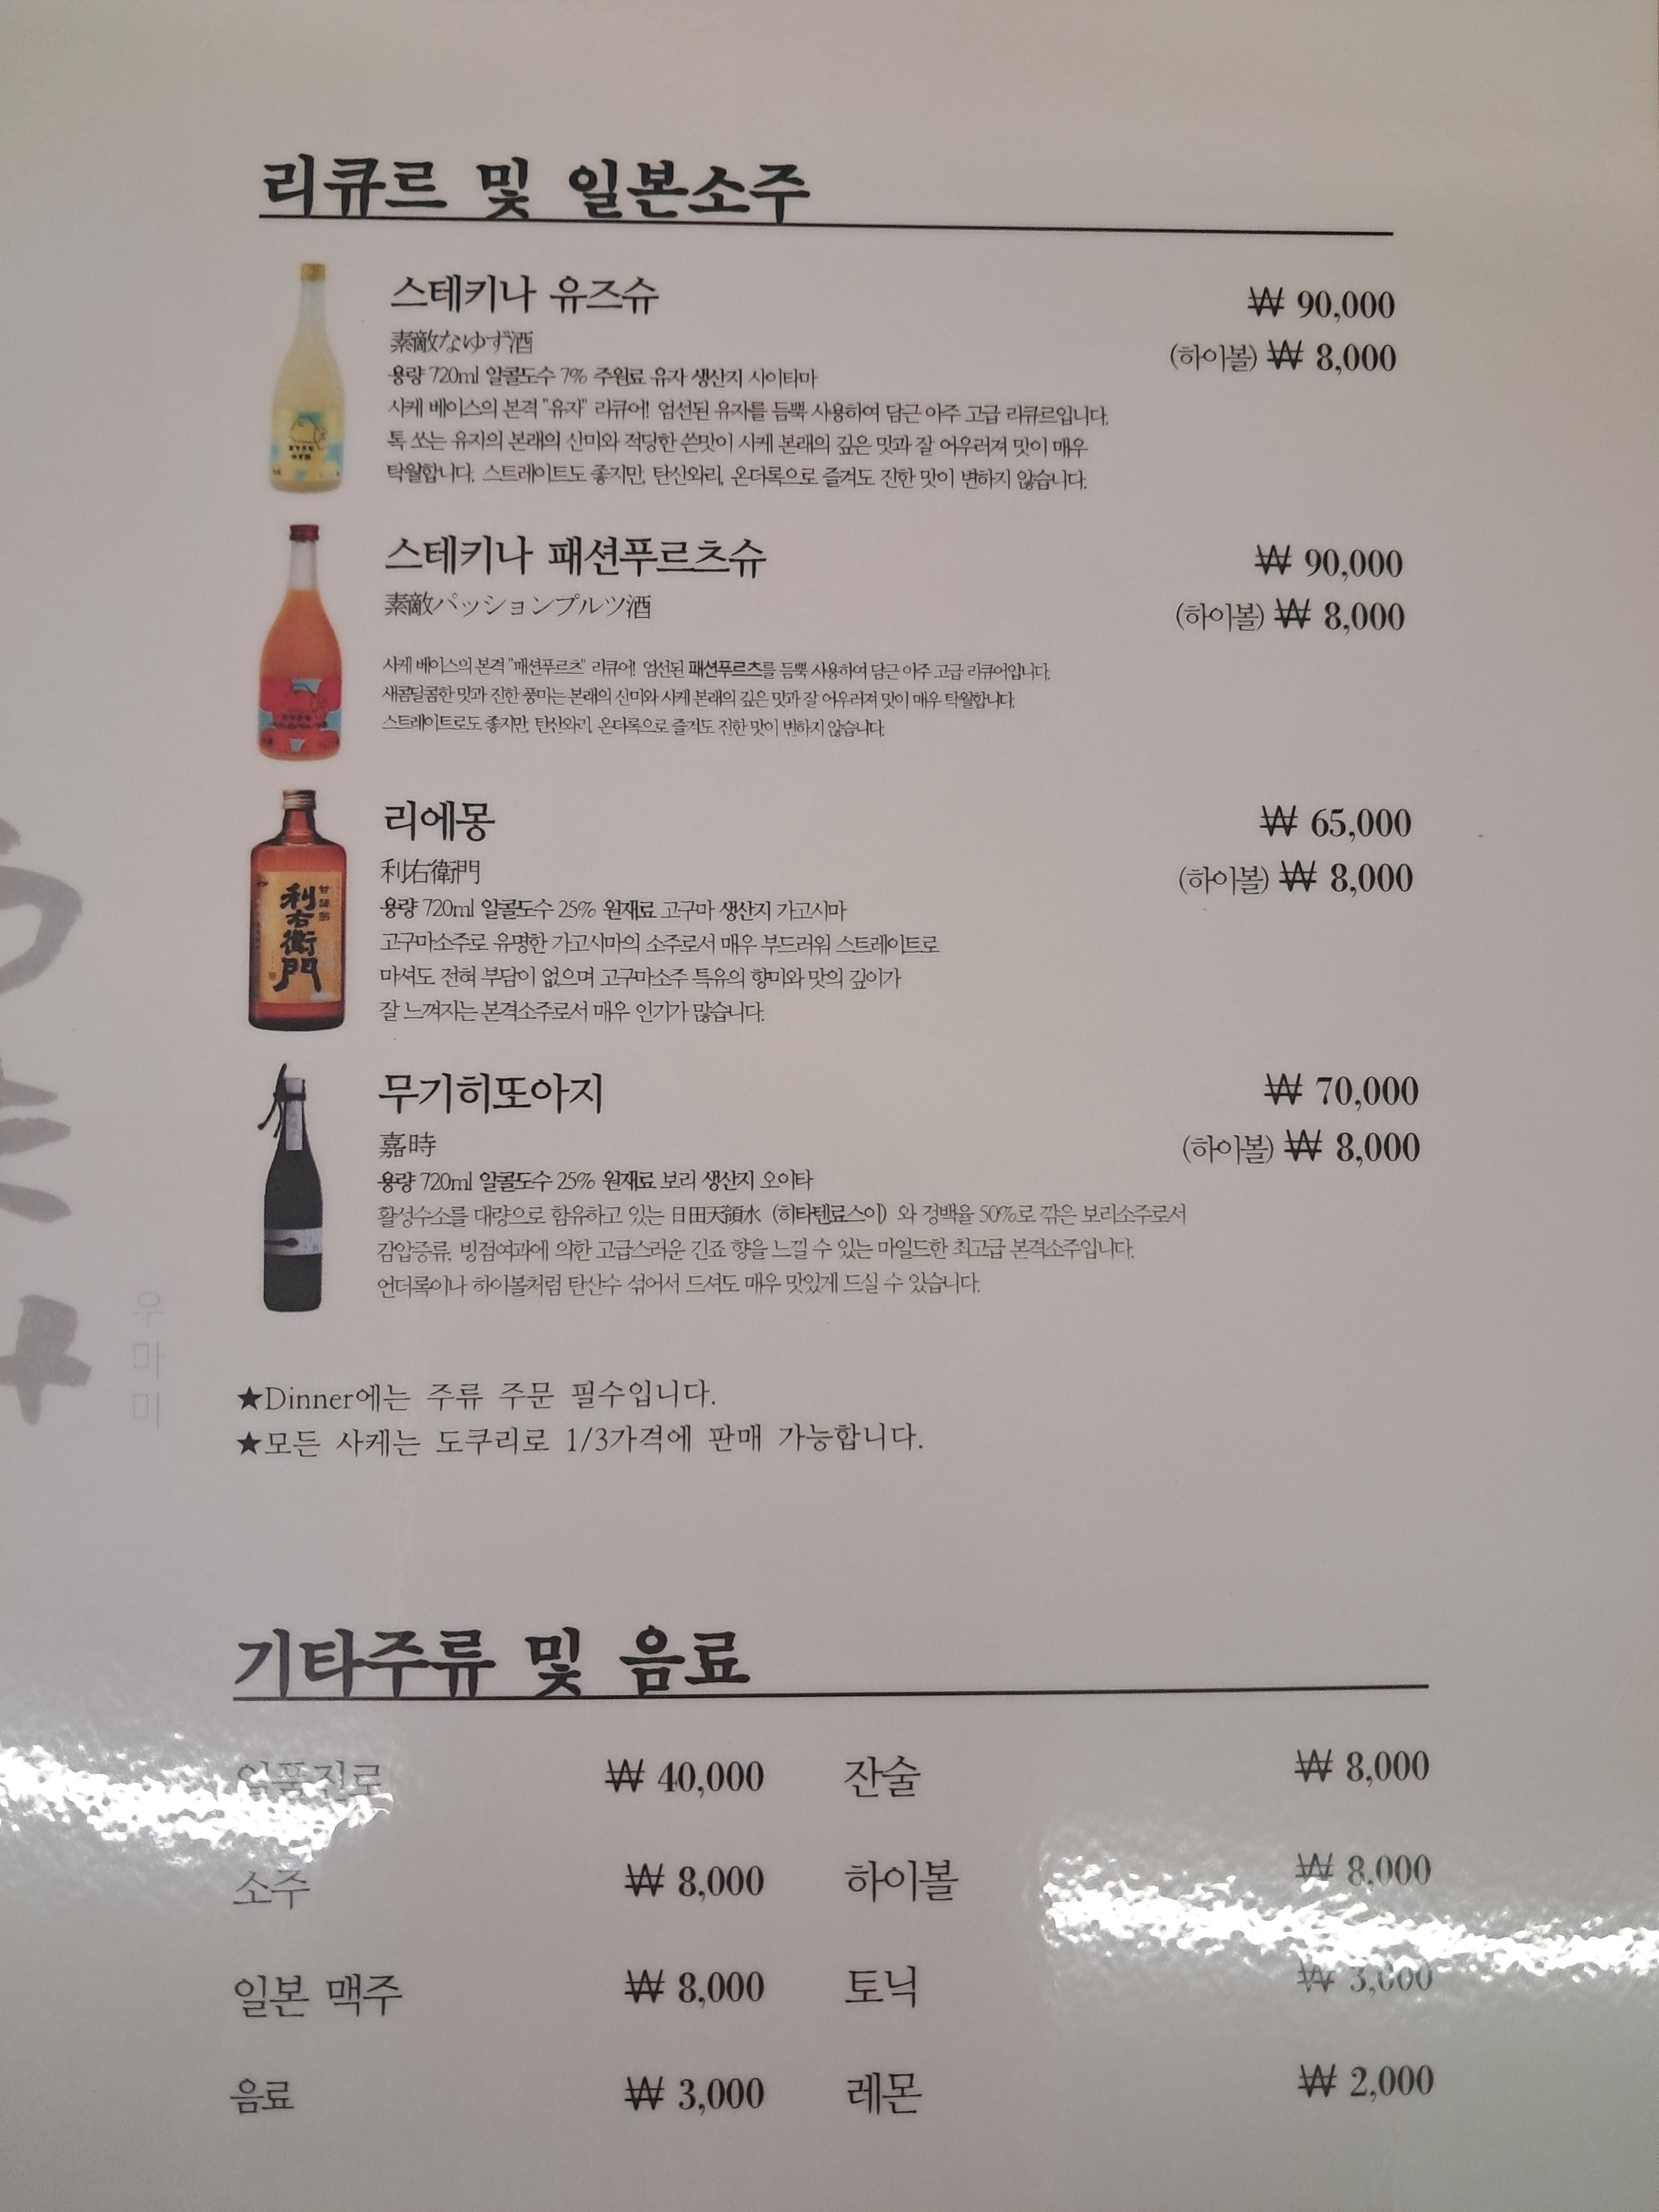 리큐르 및 일본소주
스테키나 유즈슈
₩ 90,000
素敵なゆず酒
(하이볼) ₩ 8,000
용량 720ml 알콜도수 7% 주원료 유자 생산지 사이타마
사케 베이스의 본격 "유자" 리큐어! 엄선된 유자를 듬뿍 사용하여 담근 아주 고급 리큐르입니다.
톡 쏘는 유자의 본래의 신미와 적당한 쓴맛이 사케 본래의 깊은 맛과 잘 어우러져 맛이 매우
탁월합니다. 스트레이트도 좋지만, 탄산와리, 온더록으로 즐겨도 진한 맛이 변하지 않습니다.
스테키나 패션푸르츠슈
₩ 90,000
素敵パッションプルツ酒
(하이볼) ₩ 8,000
사케 베이스의 본격 "패션푸르츠" 리큐어! 엄선된 패션푸르츠를 듬뿍 사용하여 담근 아주 고급 리큐어입니다.
새콤달콤한 맛과 진한 풍미는 본래의 신미와 사케 본래의 깊은 맛과 잘 어우러져 맛이 매우 탁월합니다.
스트레이트로도 좋지만, 탄산와리, 온더록으로 즐겨도 진한 맛이 변하지 않습니다.
리에몽
₩ 65,000
利右衛門
(하이볼) ₩ 8,000
利右衛門
용량 720ml 알콜도수 25% 원재료 고구마 생산지 가고시마
고구마소주로 유명한 가고시마의 소주로서 매우 부드러워 스트레이트로
마셔도 전혀 부담이 없으며 고구마소주 특유의 향미와 맛의 깊이가
잘 느껴지는 본격소주로서 매우 인기가 많습니다.
무기히또아지
₩ 70,000
嘉時
(하이볼) ₩ 8,000
용량 720ml 알콜도수 25% 원재료 보리 생산지 오이타
활성수소를 대량으로 함유하고 있는 日田天領水 (히타텐료스이) 와 정백율 50%로 깎은 보리소주로서
감압증류, 빙점여과에 의한 고급스러운 긴죠 향을 느낄 수 있는 마일드한 최고급 본격소주입니다.
언더록이나 하이볼처럼 탄산수 섞어서 드셔도 매우 맛있게 드실 수 있습니다.
우마미
★Dinner에는 주류 주문 필수입니다.
★모든 사케는 도쿠리로 1/3가격에 판매 가능합니다.
기타주류 및 음료
일품진로 ₩ 40,000 잔술 ₩ 8,000
소주 ₩ 8,000 하이볼 ₩ 8,000
일본 맥주 ₩ 8,000 토닉 ₩ 3,000
음료 ₩ 3,000 레몬 ₩ 2,000